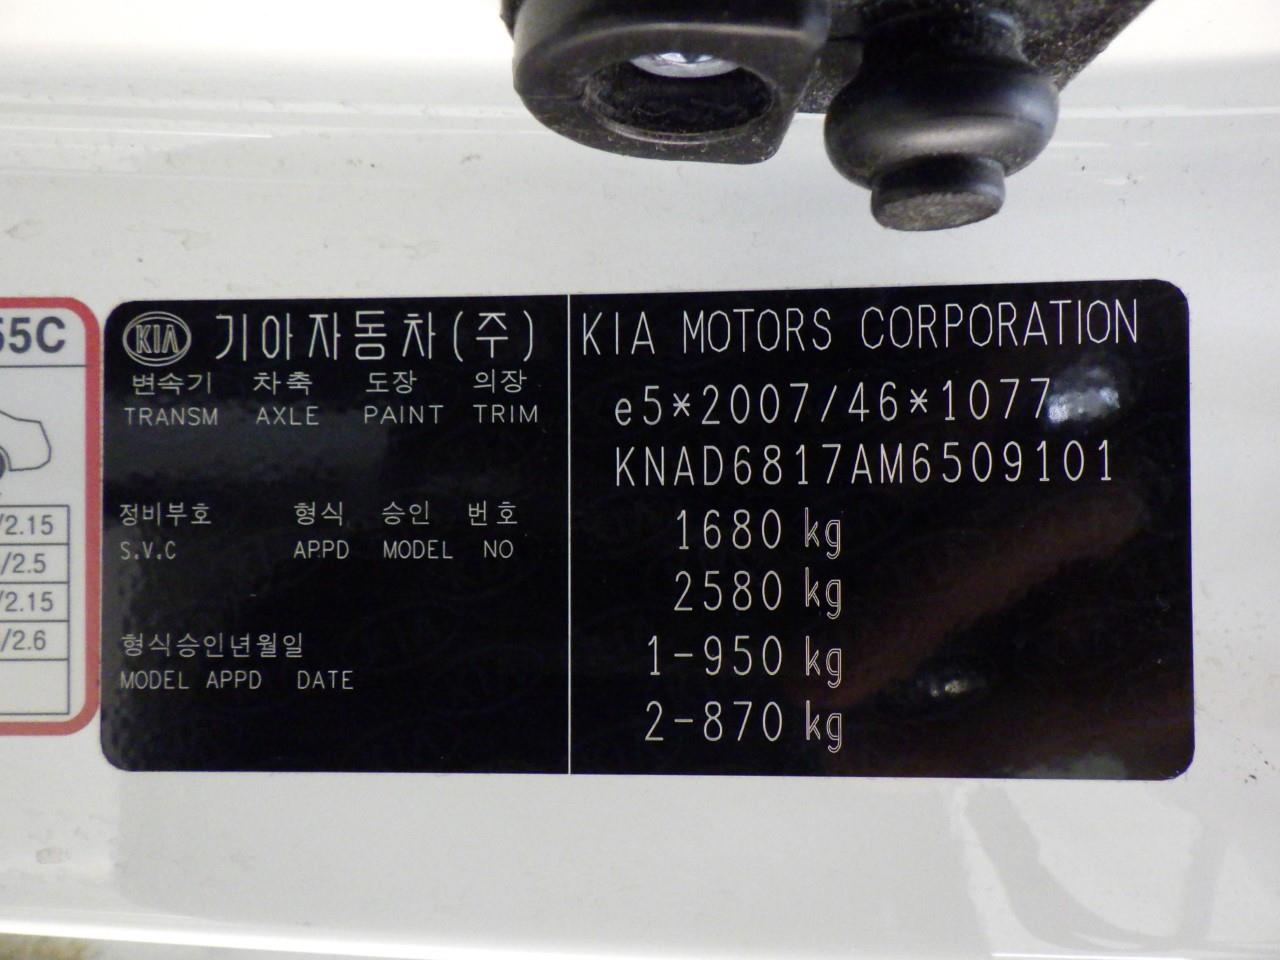 55C
/2.15
/2.5
/2.15
/2.6
KIA 기아자동차(주)
변속기 차축 도장 의장
TRANSM AXLE PAINT TRIM
정비부호 형식 승인 번호
S.V.C APPD MODEL NO
형식승인년월일
MODEL APPD DATE
KIA MOTORS CORPORATION
e5*2007/46*1077
KNAD6817AM6509101
1680 kg
2580 kg
1-950 kg
2-870 kg